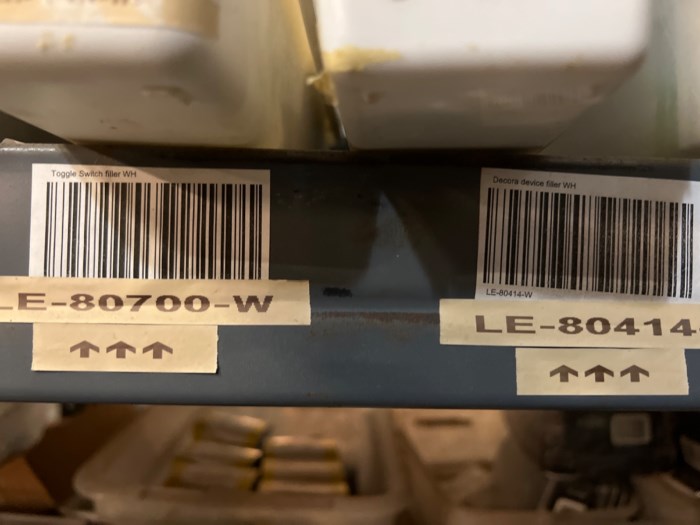 Toggle Switch filler WH
LE-80700-W
↑↑↑
Decora device filler WH
LE-80414-W
LE-80414-
↑↑↑